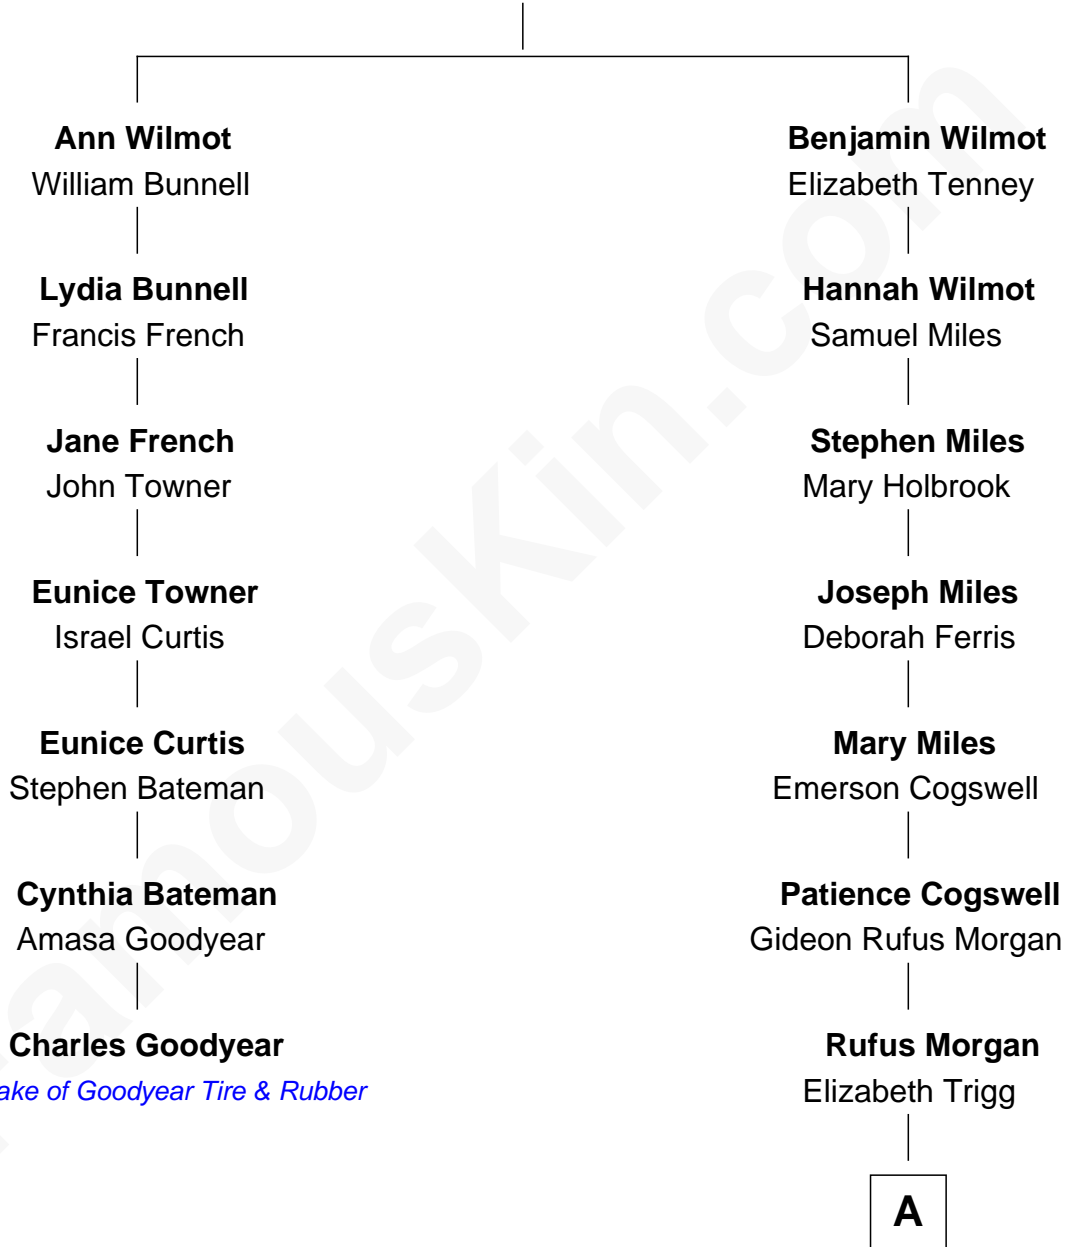 Ann Wilmot
William Bunnell
Benjamin Wilmot
Elizabeth Tenney
Lydia Bunnell
Francis French
Hannah Wilmot
Samuel Miles
Jane French
John Towner
Stephen Miles
Mary Holbrook
Eunice Towner
Israel Curtis
Joseph Miles
Deborah Ferris
Eunice Curtis
Stephen Bateman
Mary Miles
Emerson Cogswell
Cynthia Bateman
Amasa Goodyear
Patience Cogswell
Gideon Rufus Morgan
Charles Goodyear
ake of Goodyear Tire & Rubber
Rufus Morgan
Elizabeth Trigg
A
FamousKin.com